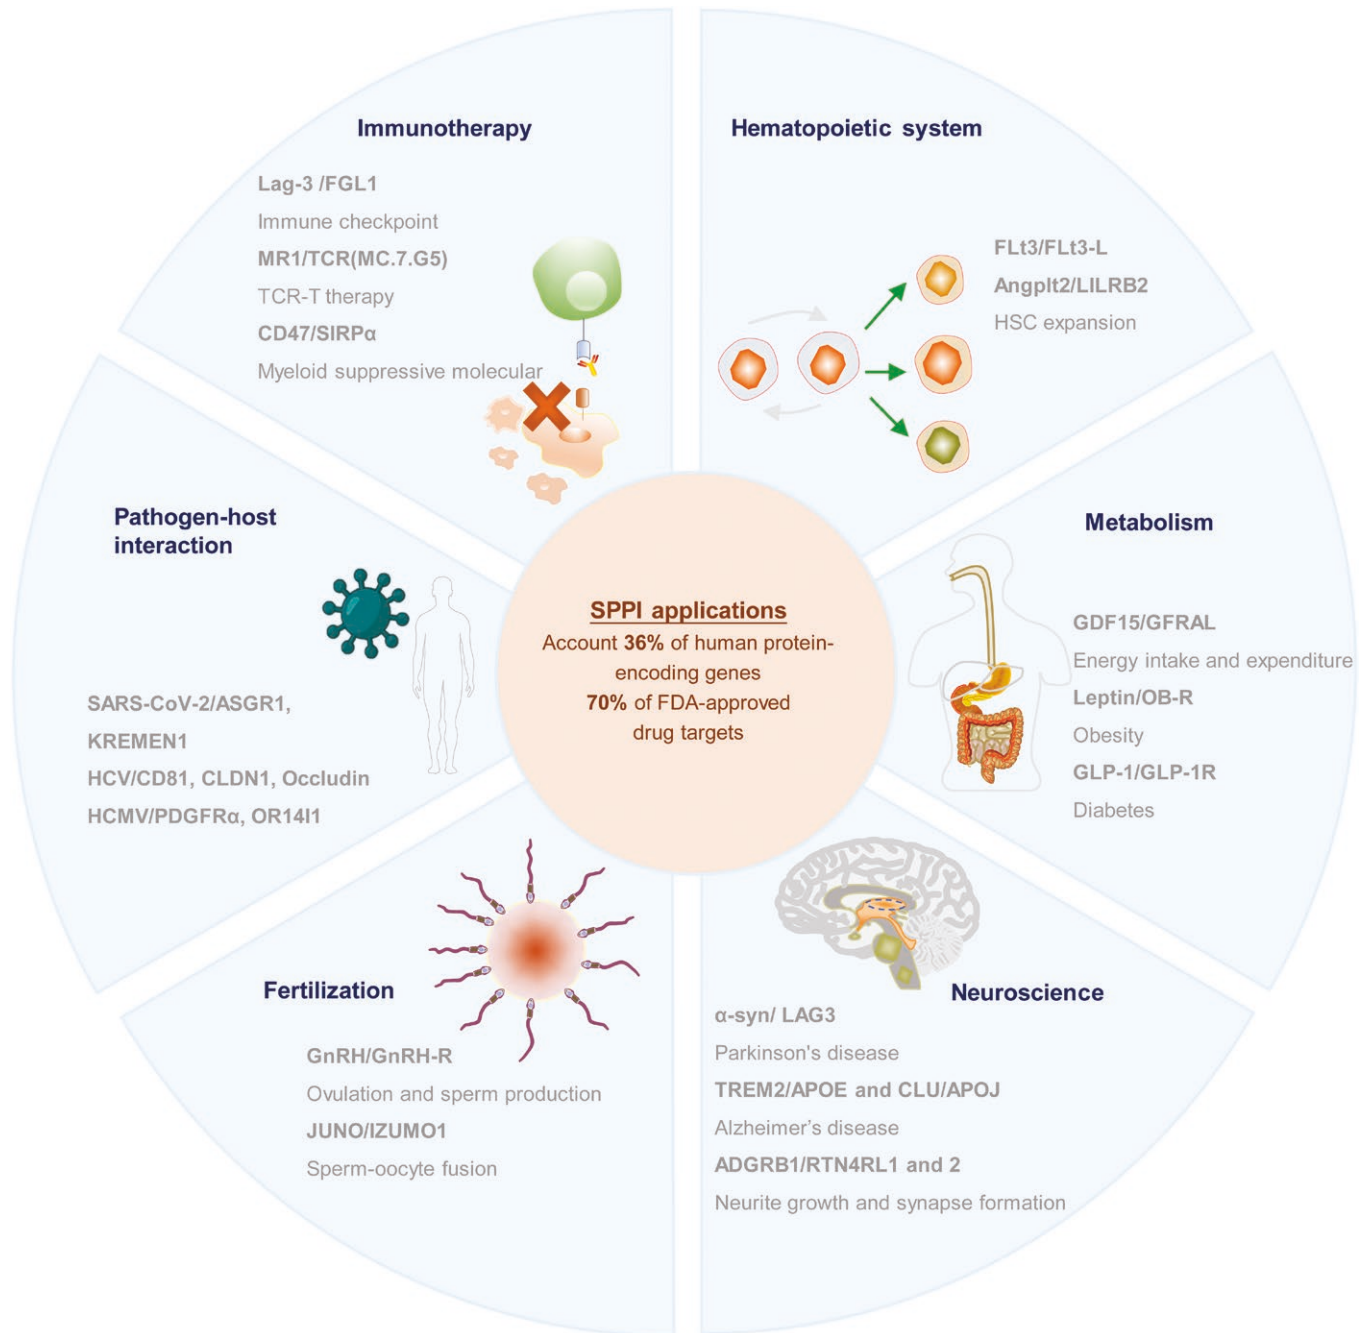 Immunotherapy
Lag-3 /FGL1
Immune checkpoint
MR1/TCR(MC.7.G5)
TCR-T therapy
CD47/SIRPα
Myeloid suppressive molecular
Hematopoietic system
FLt3/FLt3-L
Angplt2/LILRB2
HSC expansion
Pathogen-host
interaction
SARS-CoV-2/ASGR1,
KREMEN1
HCV/CD81, CLDN1, Occludin
HCMV/PDGFRα, OR14I1
SPPI applications
Account 36% of human protein-
encoding genes
70% of FDA-approved
drug targets
Metabolism
GDF15/GFRAL
Energy intake and expenditure
Leptin/OB-R
Obesity
GLP-1/GLP-1R
Diabetes
Fertilization
GnRH/GnRH-R
Ovulation and sperm production
JUNO/IZUMO1
Sperm-oocyte fusion
Neuroscience
α-syn/ LAG3
Parkinson's disease
TREM2/APOE and CLU/APOJ
Alzheimer’s disease
ADGRB1/RTN4RL1 and 2
Neurite growth and synapse formation